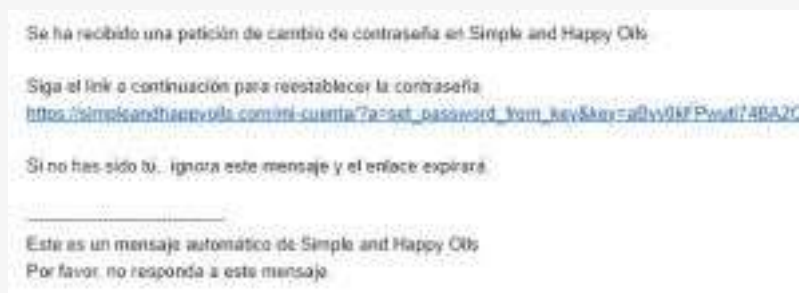 Se ha recibido una petición de cambio de contraseña en Simple and Happy Oils
Siga el link a continuación para reestablecer la contraseña
https://simpleandhappyoils.com/mi-cuenta/?a=set_password_from_key&key=
Si no has sido tú, ignora este mensaje y el enlace expirará.
Este es un mensaje automático de Simple and Happy Oils
Por favor, no responda a este mensaje